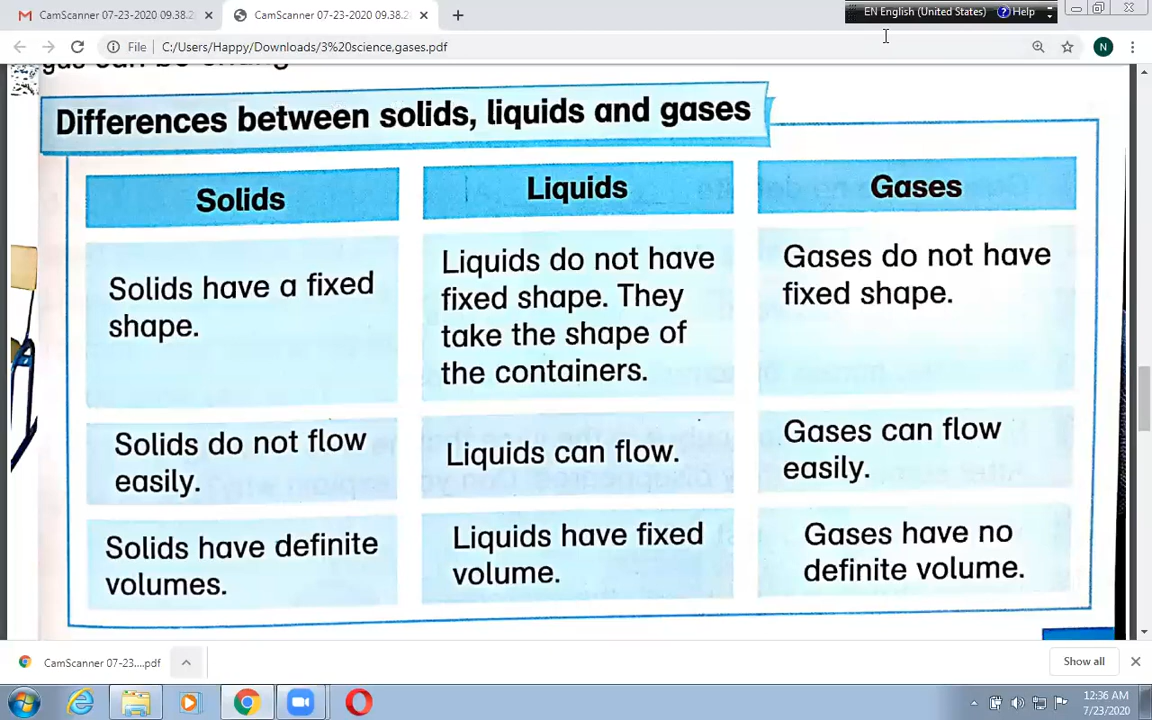 CamScanner 07-23-2020 09.38.2
CamScanner 07-23-2020 09.38.2
EN English (United States)
Help
File
C:/Users/Happy/Downloads/3%20science,gases.pdf
N
Differences between solids, liquids and gases
Solids
Liquids
Gases
Solids have a fixed
shape.
Liquids do not have
fixed shape. They
take the shape of
the containers.
Gases do not have
fixed shape.
Solids do not flow
easily.
Liquids can flow.
Gases can flow
easily.
Solids have definite
volumes.
Liquids have fixed
volume.
Gases have no
definite volume.
CamScanner 07-23....pdf
Show all
12:36 AM
7/23/2020